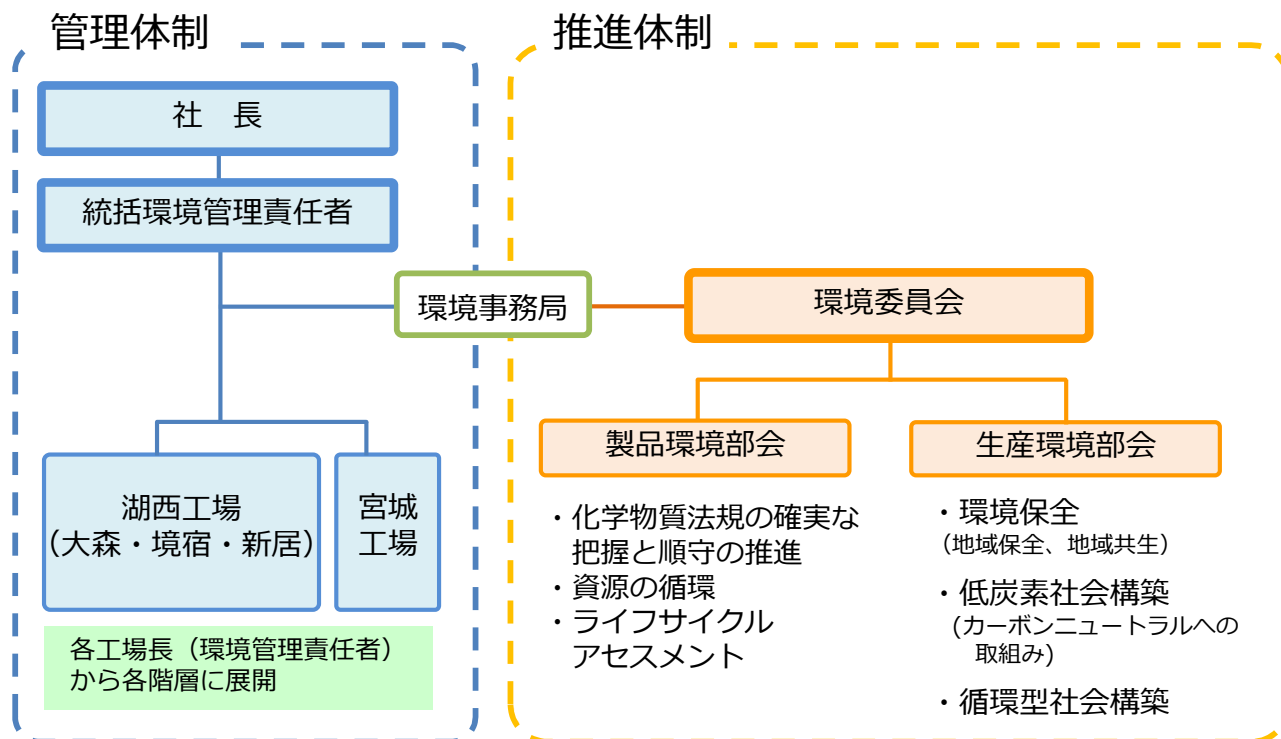 管理体制
社　長
統括環境管理責任者
環境事務局
湖西工場
（大森・境宿・新居）
宮城
工場
各工場長（環境管理責任者）
から各階層に展開
推進体制
環境委員会
製品環境部会
・化学物質法規の確実な
把握と順守の推進
・資源の循環
・ライフサイクル
アセスメント
生産環境部会
・環境保全
（地域保全、地域共生）
・低炭素社会構築
(カーボンニュートラルへの
取組み)
・循環型社会構築